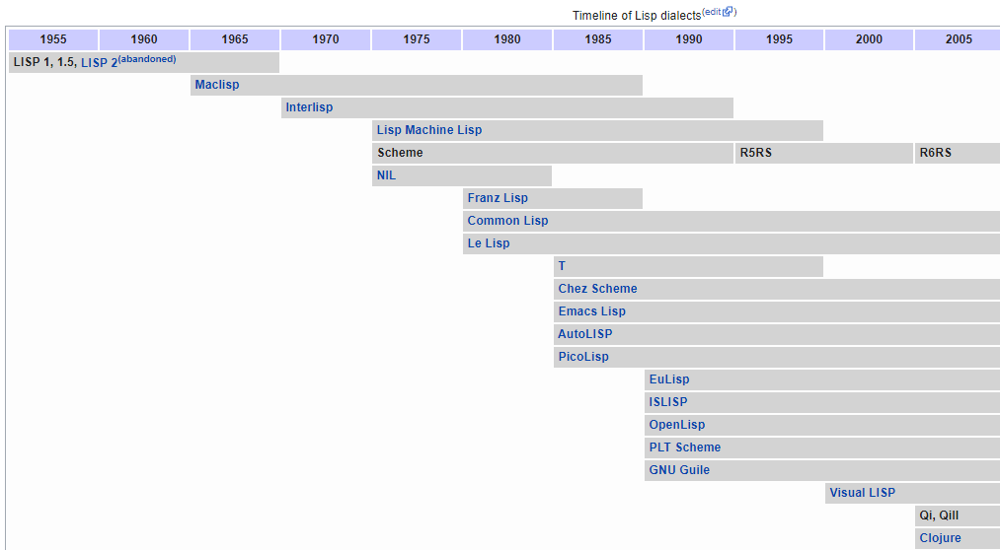 Timeline of Lisp dialects(edit)
1955 1960 1965 1970 1975 1980 1985 1990 1995 2000 2005
LISP 1, 1.5, LISP 2(abandoned)
Maclisp
Interlisp
Lisp Machine Lisp
Scheme R5RS R6RS
NIL
Franz Lisp
Common Lisp
Le Lisp
T
Chez Scheme
Emacs Lisp
AutoLISP
PicoLisp
EuLisp
ISLISP
OpenLisp
PLT Scheme
GNU Guile
Visual LISP
Qi, QiII
Clojure